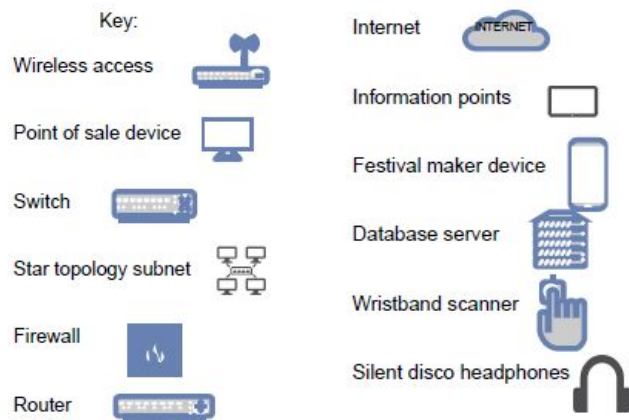 Key:
Wireless access
Point of sale device
Switch
Star topology subnet
Firewall
Router
Internet
INTERNET
Information points
Festival maker device
Database server
Wristband scanner
Silent disco headphones